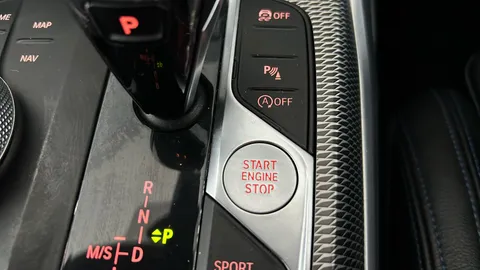 ME
MAP
NAV
P
OFF
P
A OFF
START
ENGINE
STOP
R
N
P
M/S
D
SPORT